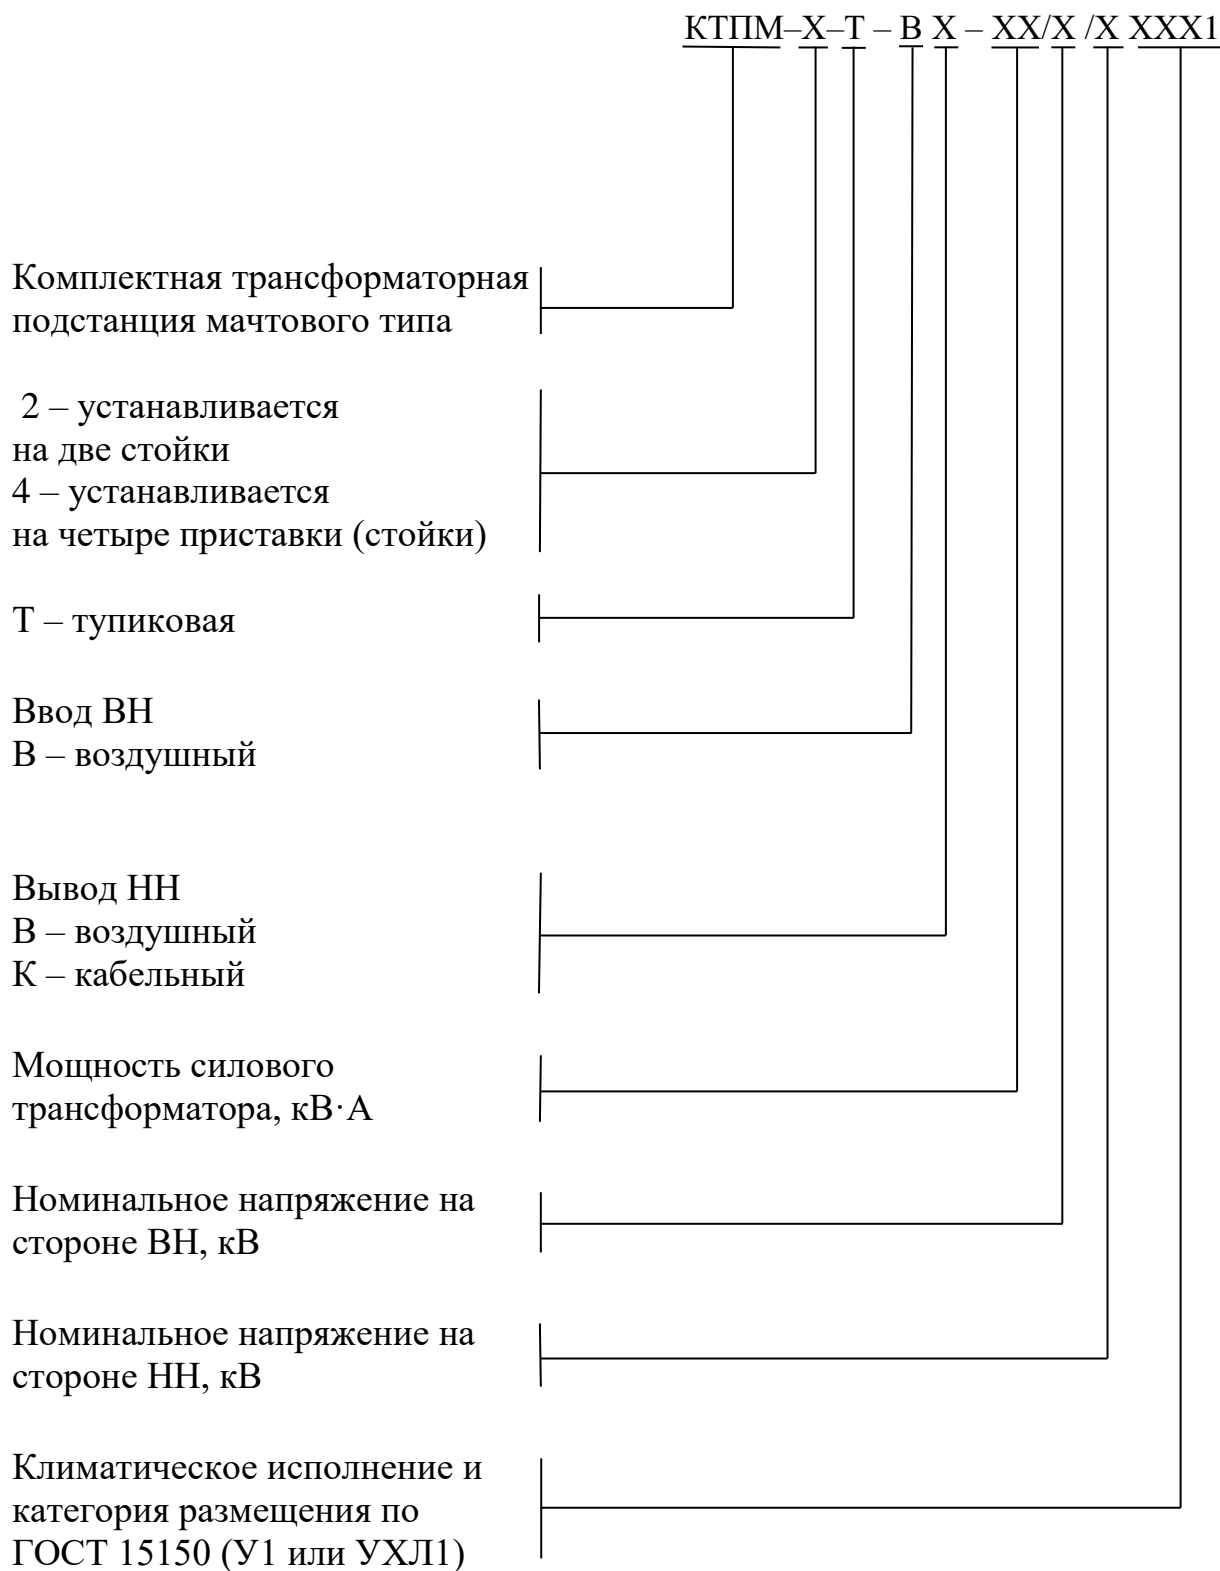 КТПМ–Х–Т – В Х – ХХ/Х /Х ХХХ1
Комплектная трансформаторная
подстанция мачтового типа
2 – устанавливается
на две стойки
4 – устанавливается
на четыре приставки (стойки)
Т – тупиковая
Ввод ВН
В – воздушный
Вывод НН
В – воздушный
К – кабельный
Мощность силового
трансформатора, кВ·А
Номинальное напряжение на
стороне ВН, кВ
Номинальное напряжение на
стороне НН, кВ
Климатическое исполнение и
категория размещения по
ГОСТ 15150 (У1 или УХЛ1)